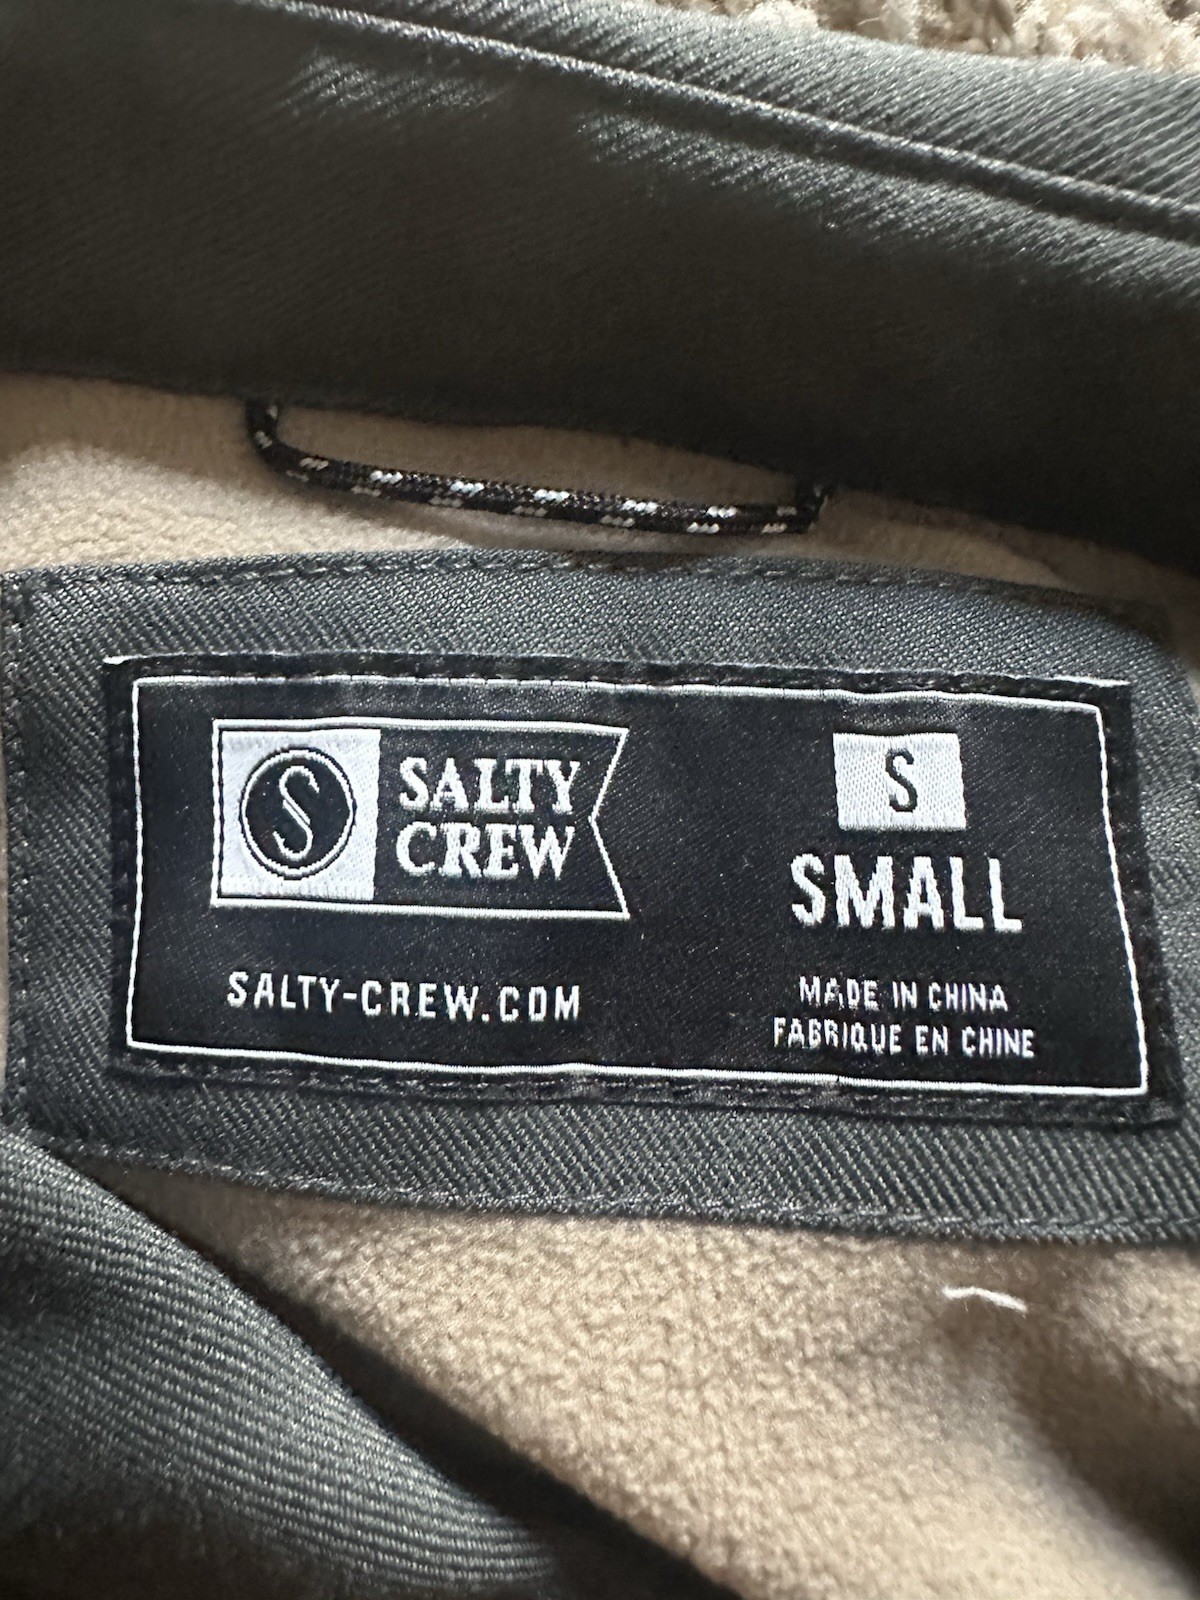 S
SALTY
CREW
SALTY-CREW.COM
S
SMALL
MADE IN CHINA
FABRIQUE EN CHINE